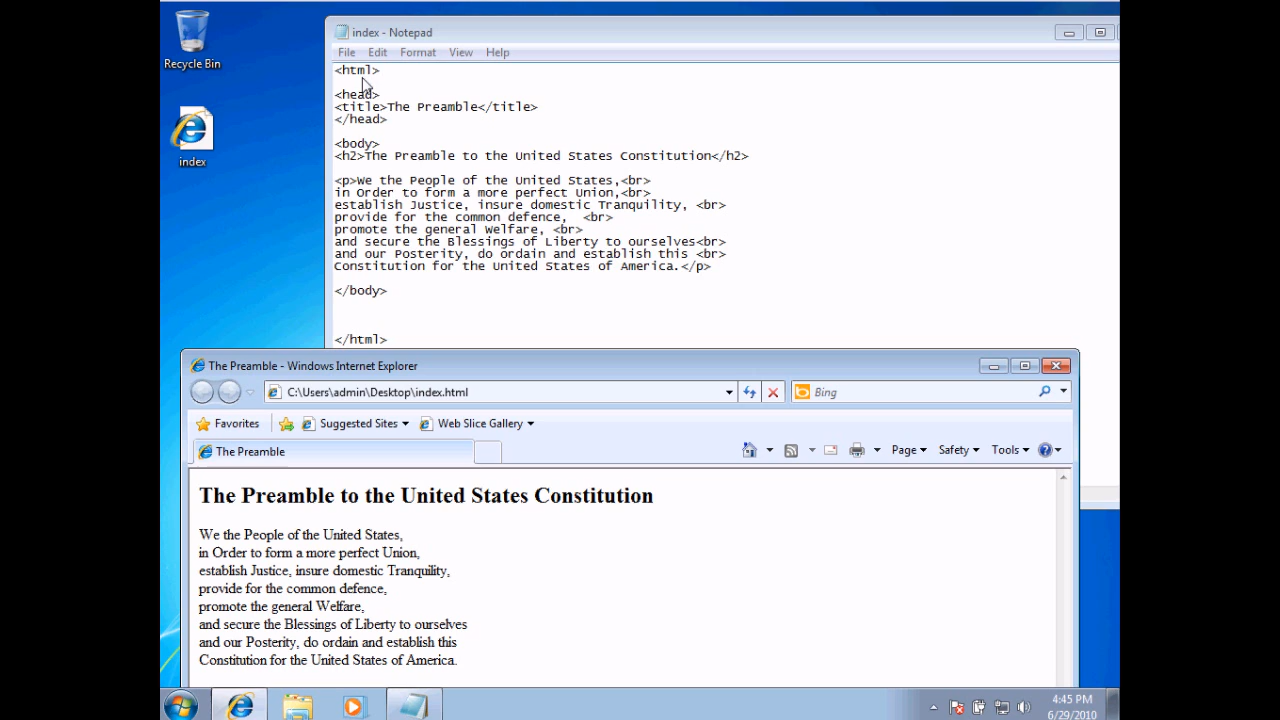 Recycle Bin
index
index - Notepad
File Edit Format View Help
<html>
<head>
<title>The Preamble</title>
</head>
<body>
<h2>The Preamble to the United States Constitution</h2>
<p>We the People of the United States,<br>
in Order to form a more perfect Union,<br>
establish Justice, insure domestic Tranquility, <br>
provide for the common defence,  <br>
promote the general Welfare, <br>
and secure the Blessings of Liberty to ourselves<br>
and our Posterity, do ordain and establish this <br>
Constitution for the United States of America.</p>
</body>
</html>
The Preamble - Windows Internet Explorer
C:\Users\admin\Desktop\index.html
Bing
Favorites Suggested Sites Web Slice Gallery
The Preamble
Page Safety Tools
The Preamble to the United States Constitution
We the People of the United States,
in Order to form a more perfect Union,
establish Justice, insure domestic Tranquility,
provide for the common defence,
promote the general Welfare,
and secure the Blessings of Liberty to ourselves
and our Posterity, do ordain and establish this
Constitution for the United States of America.
4:45 PM
6/29/2010